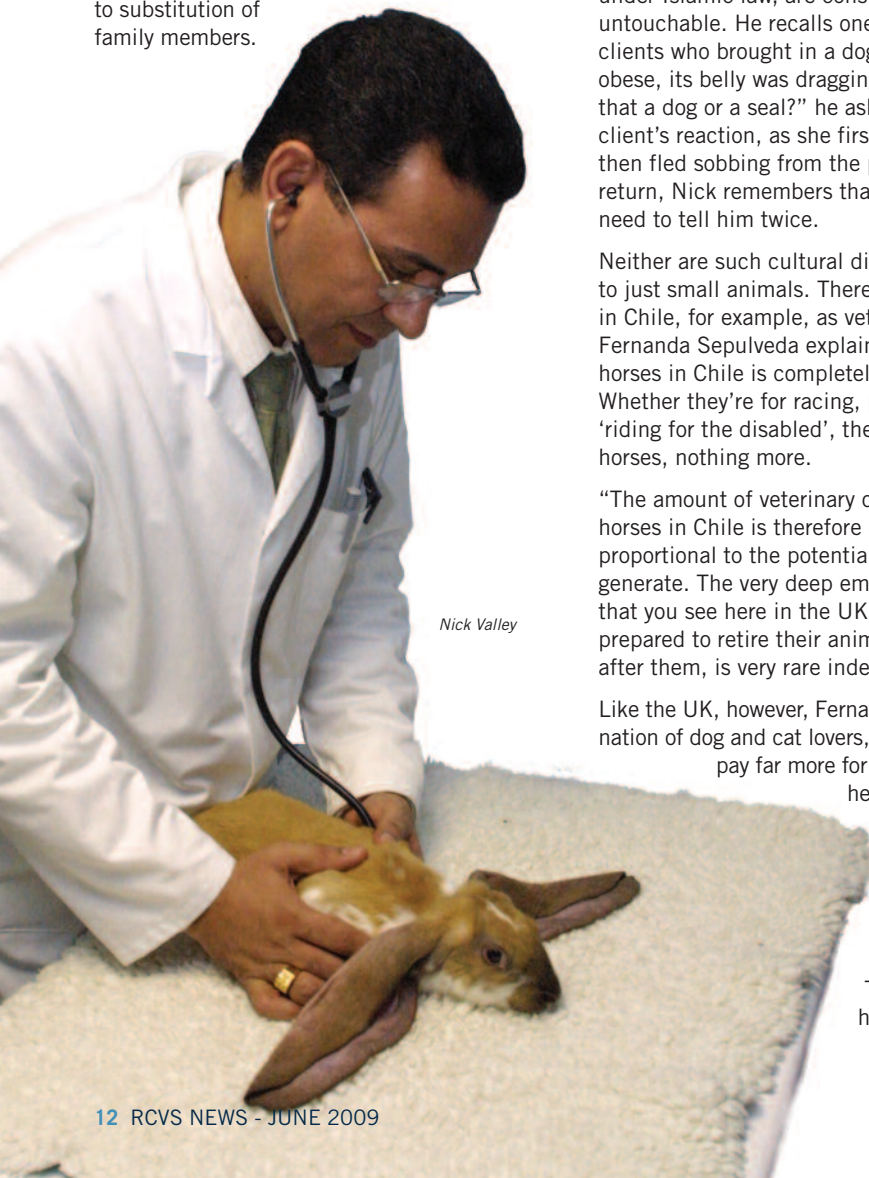 to substitution of
family members.
untouchable. He recalls one
clients who brought in a dog
obese, its belly was draggin
that a dog or a seal?” he as
client’s reaction, as she firs
then fled sobbing from the
return, Nick remembers tha
need to tell him twice.
Neither are such cultural di
to just small animals. There
in Chile, for example, as vet
Fernanda Sepulveda explain
horses in Chile is completel
Whether they’re for racing,
‘riding for the disabled’, the
horses, nothing more.
“The amount of veterinary
horses in Chile is therefore
proportional to the potentia
generate. The very deep em
that you see here in the UK
prepared to retire their anim
after them, is very rare inde
Like the UK, however, Ferna
nation of dog and cat lovers,
pay far more for
he
Nick Valley
h
12 RCVS NEWS - JUNE 2009